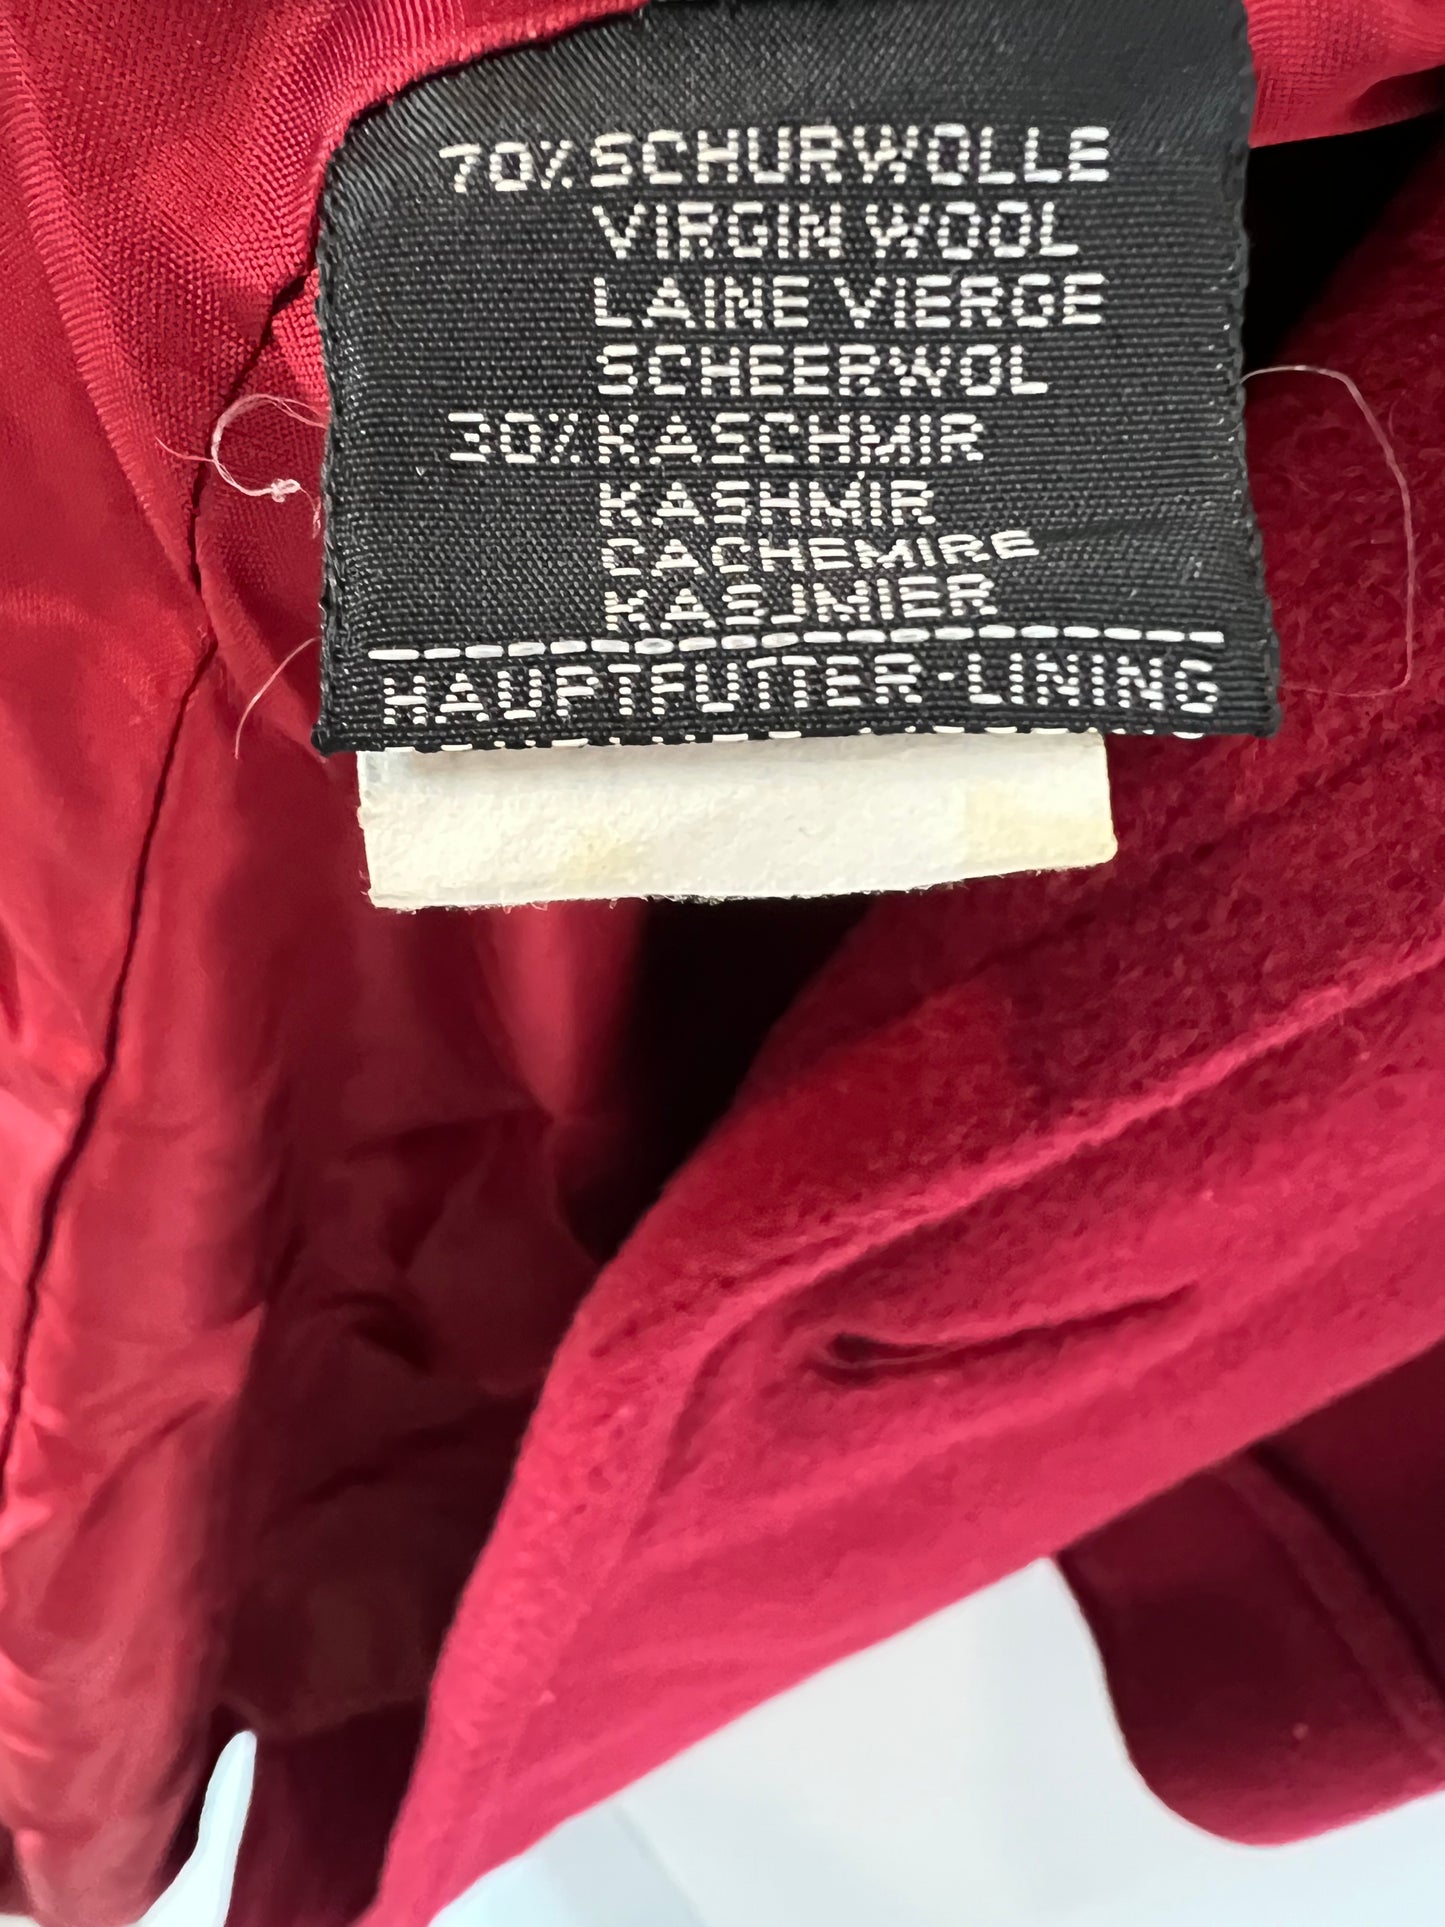 70% SCHURWOLLE
VIRGIN WOOL
LAINE VIERGE
SCHEERWOL
30% KASCHMIR
KASHMIR
CACHEMIRE
KASJMIER
HAUPTFUTTER-LINING